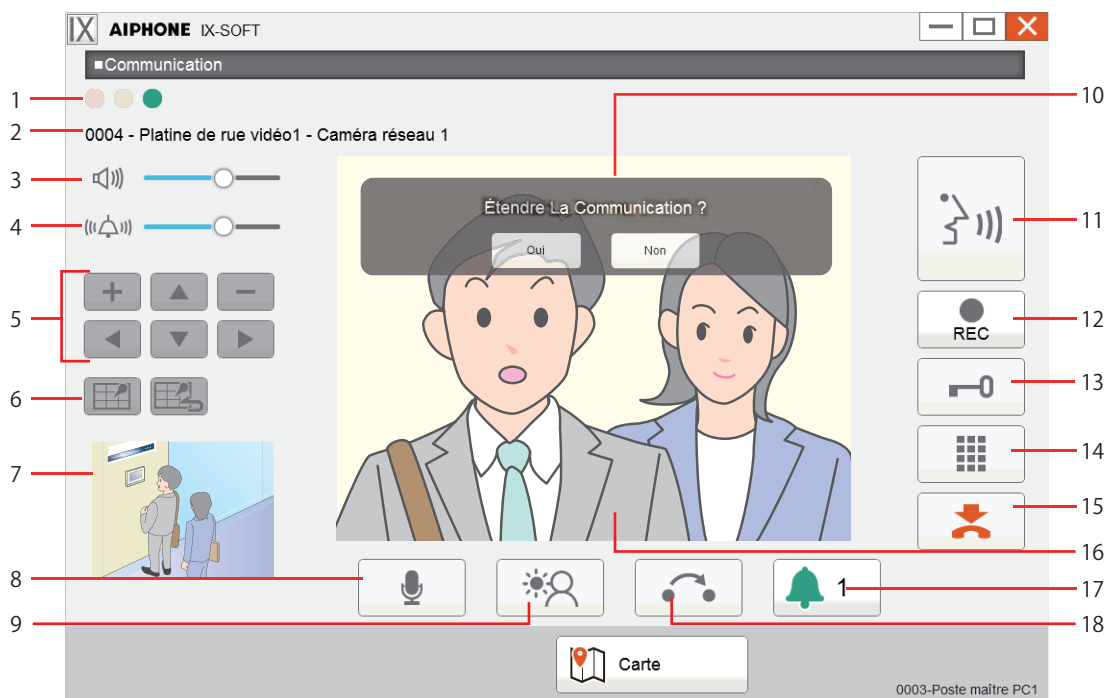 IX AIPHONE IX-SOFT
■Communication
1
2
0004 - Platine de rue vidéo1 - Caméra réseau 1
3
4
5
6
7
8
9
10
Étendre La Communication ?
Oui Non
11
12
REC
13
14
15
16
17
1
18
Carte
0003-Poste maître PC1